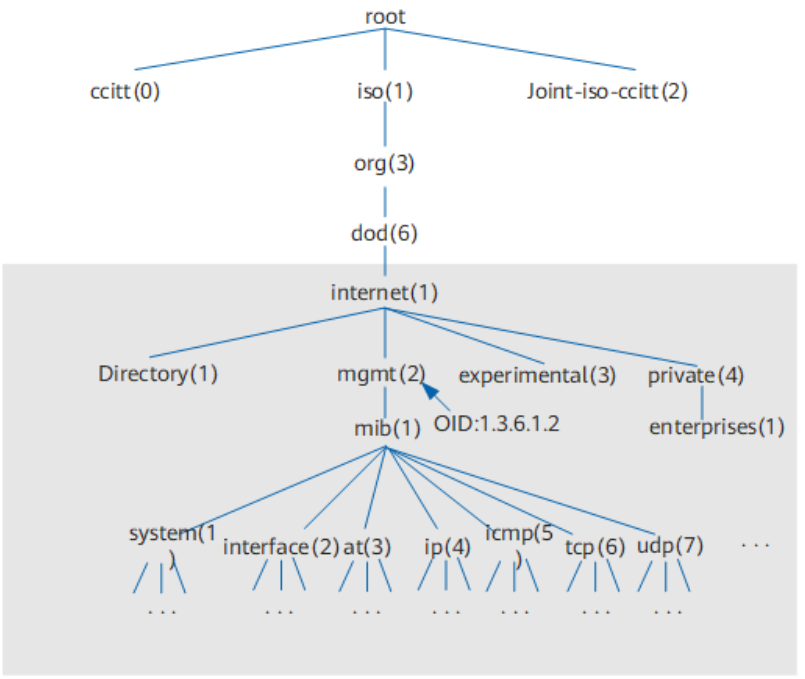 root
ccitt(0) iso(1) Joint-iso-ccitt(2)
org(3)
dod(6)
internet(1)
Directory(1) mgmt(2) experimental(3) private(4)
mib(1) OID:1.3.6.1.2 enterprises(1)
system(1
) interface(2) at(3) ip(4) icmp(5
) tcp(6) udp(7) . . .
. . . . . . . . . . . . . . . . . . . . .